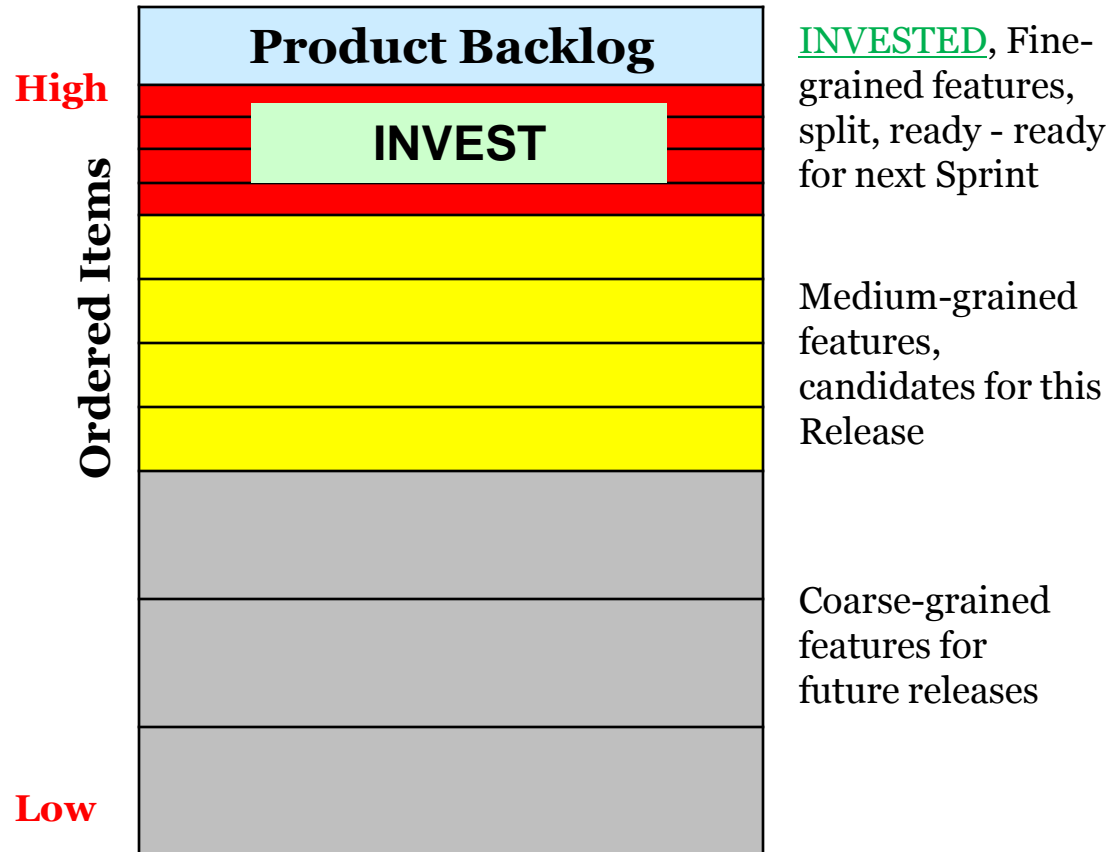 Product Backlog
High
INVEST
Ordered Items
Low
INVESTED, Fine-
grained features,
split, ready - ready
for next Sprint
Medium-grained
features,
candidates for this
Release
Coarse-grained
features for
future releases